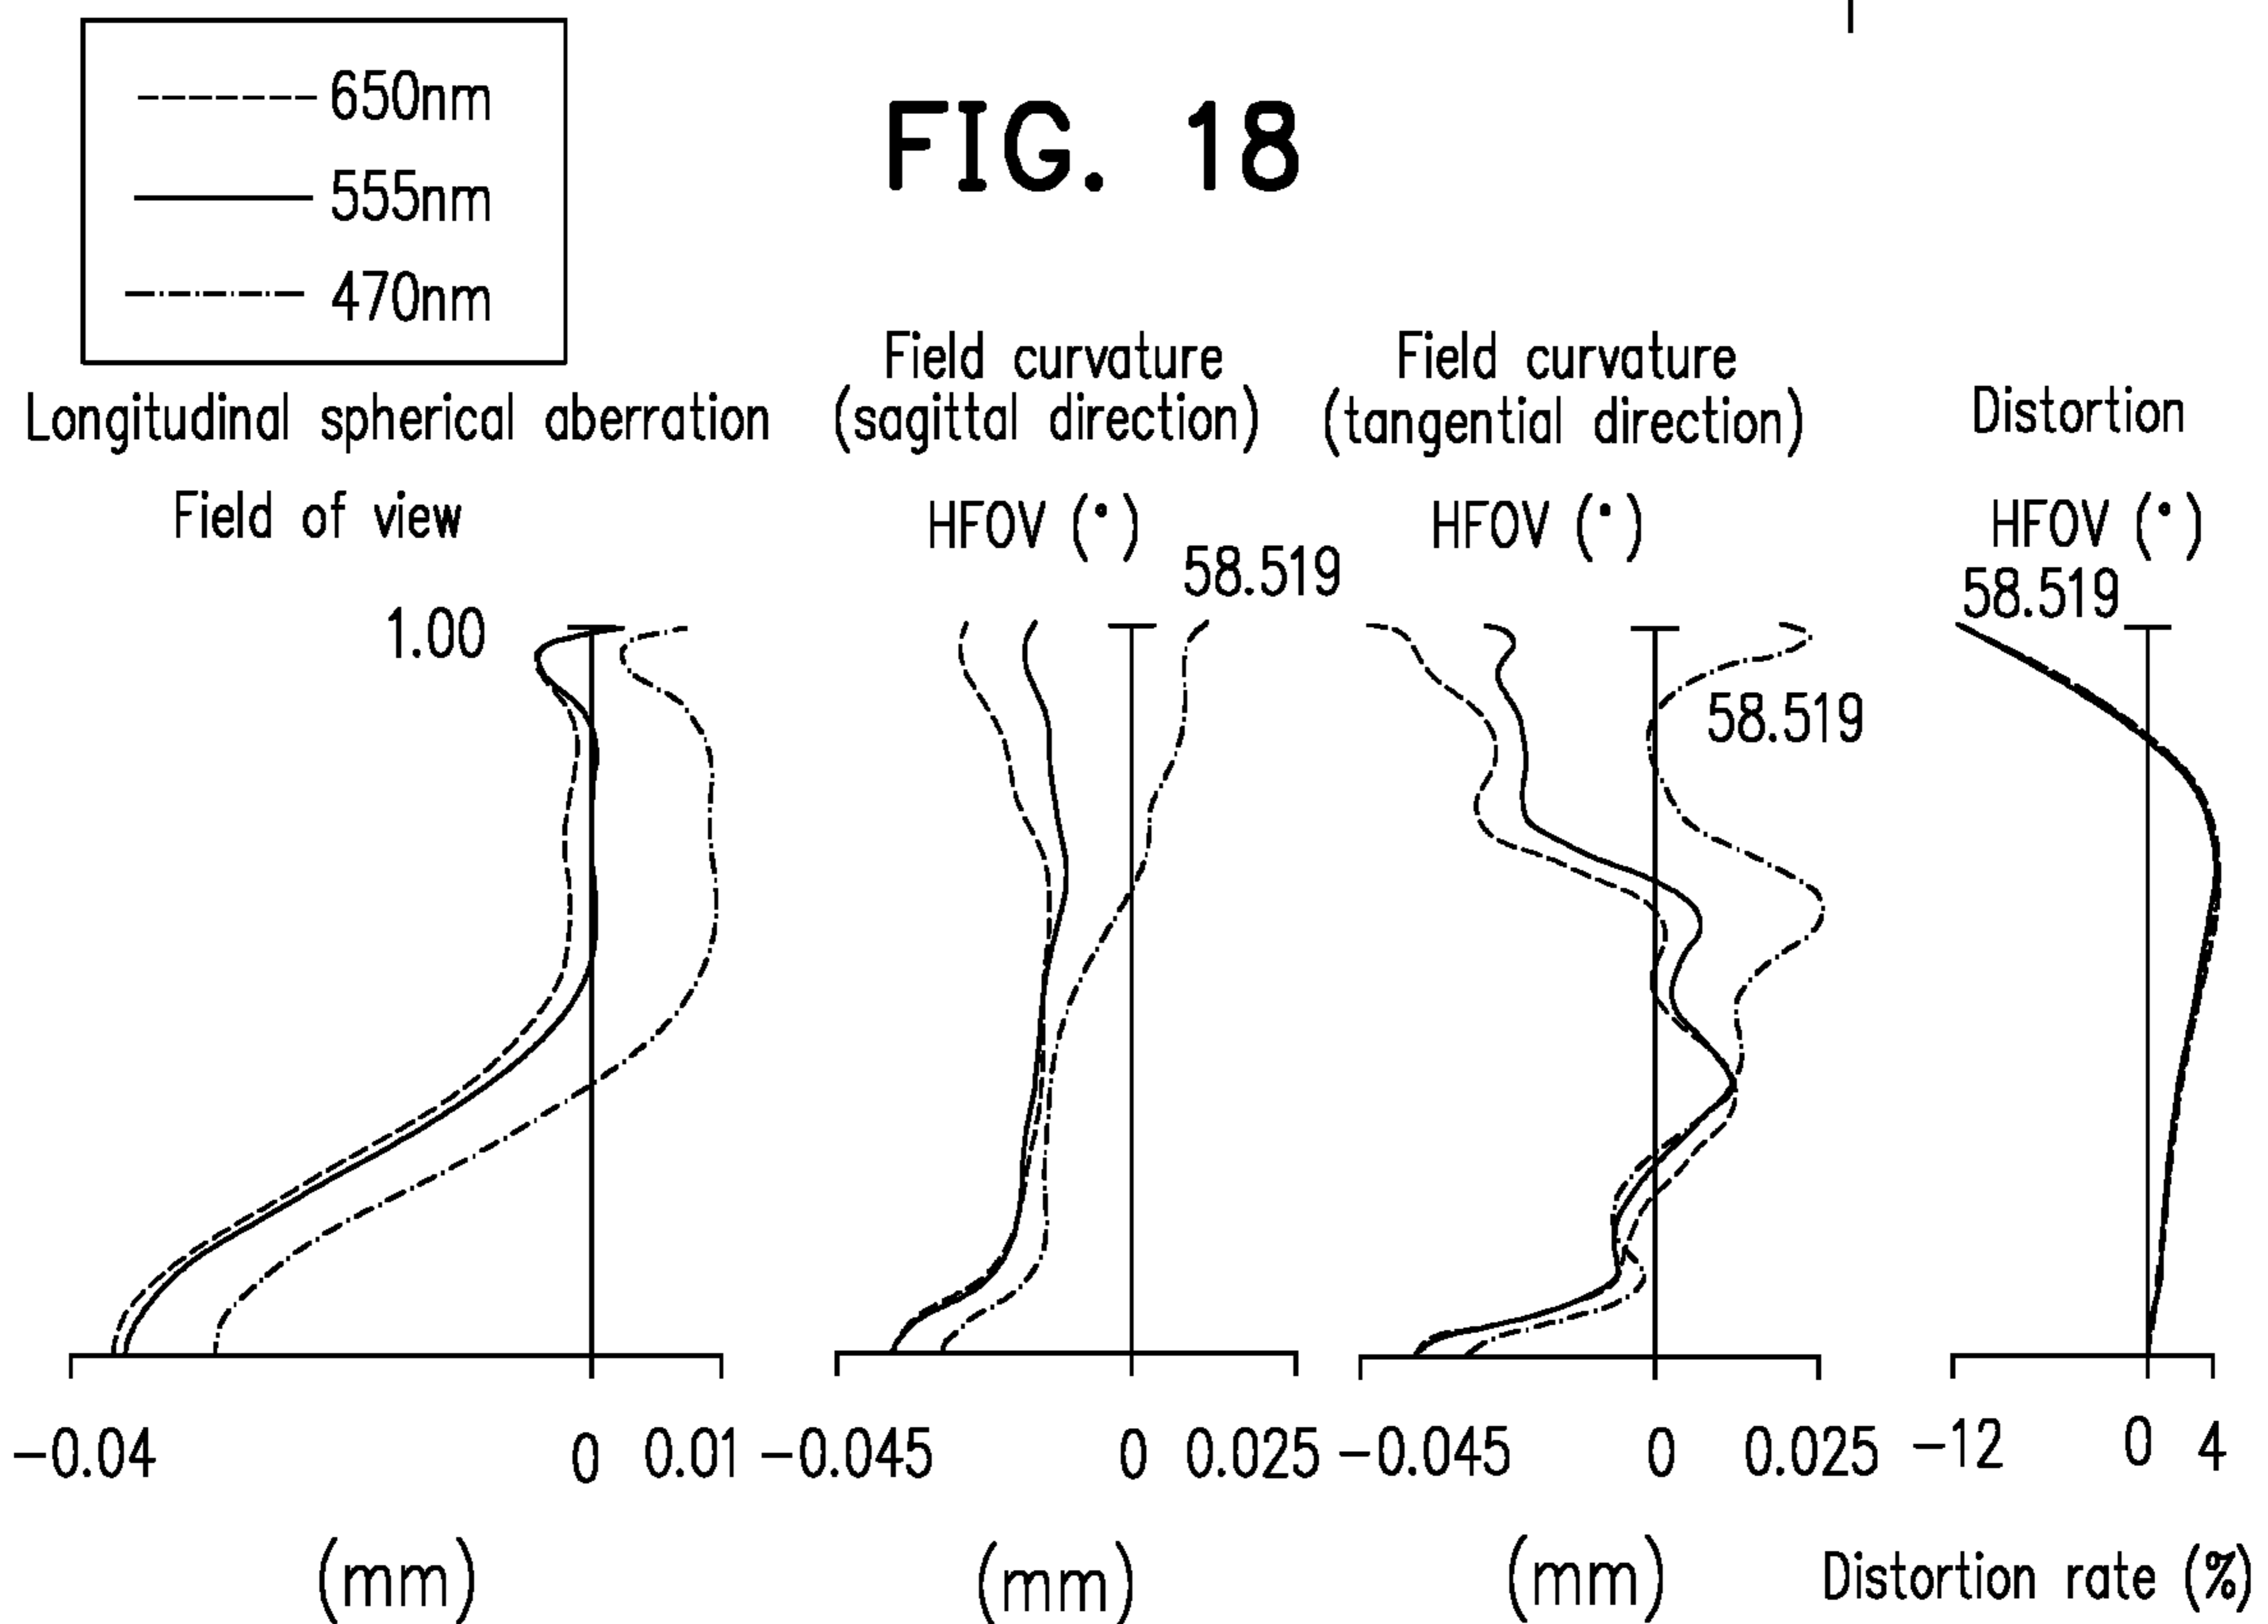 650nm
555nm
470nm
FIG. 18
Longitudinal spherical aberration
Field of view
1.00
-0.04 0 0.01
(mm)
Field curvature
(sagittal direction)
HFOV (°)
58.519
-0.045 0 0.025
(mm)
Field curvature
(tangential direction)
HFOV (°)
58.519
-0.045 0 0.025
(mm)
Distortion
HFOV (°)
58.519
-12 0 4
Distortion rate (%)